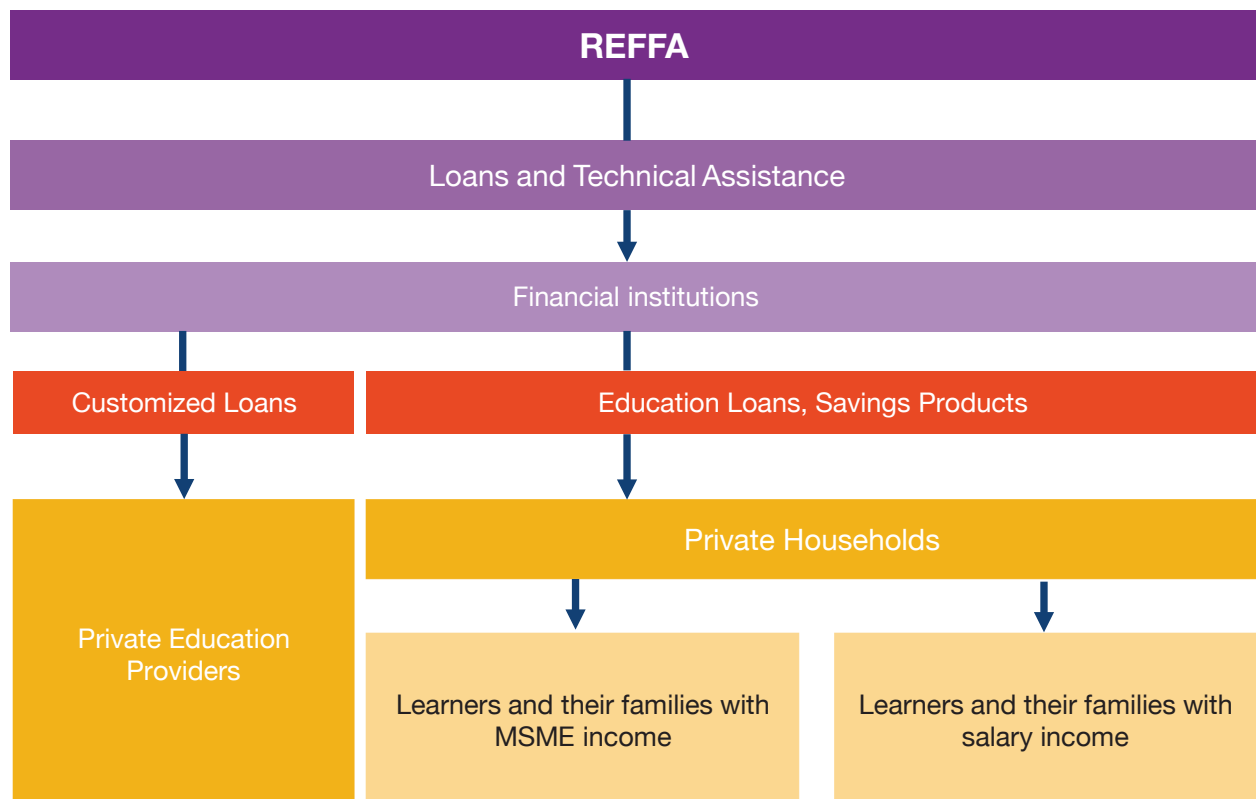 REFFA
Loans and Technical Assistance
Financial institutions
Customized Loans
Education Loans, Savings Products
Private Education
Providers
Private Households
Learners and their families with
MSME income
Learners and their families with
salary income